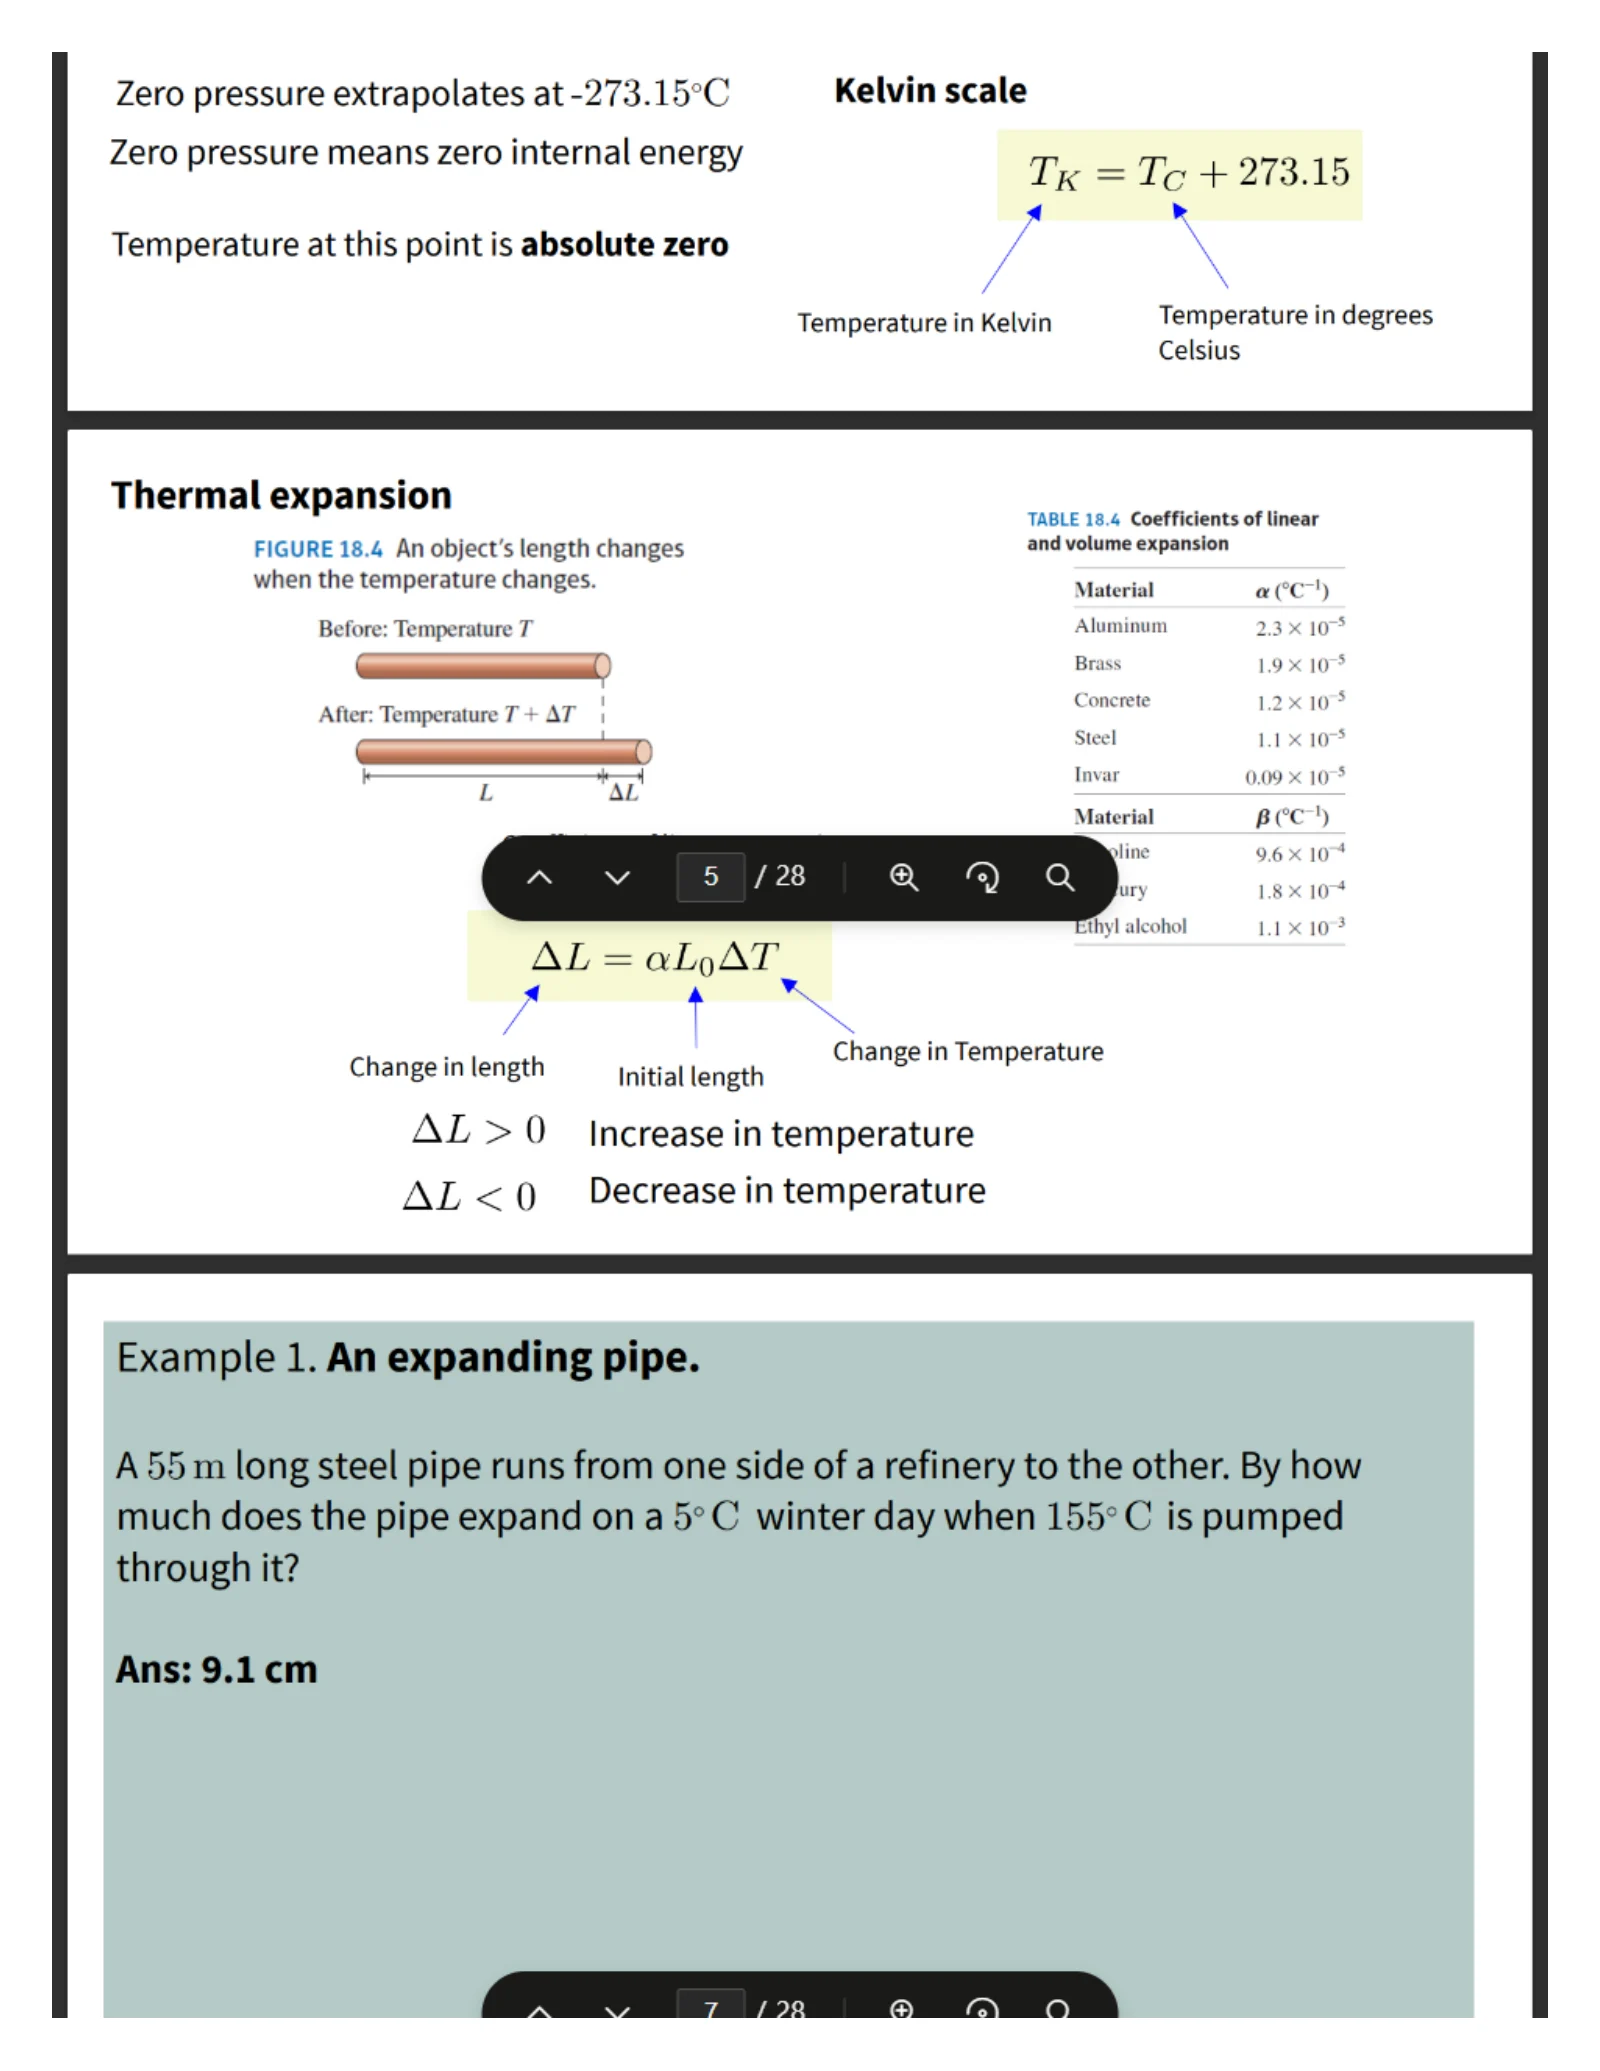 Zero pressure extrapolates at -273.15°C
Zero pressure means zero internal energy
Temperature at this point is absolute zero
Kelvin scale
T_K = T_C + 273.15
Temperature in Kelvin
Temperature in degrees
Celsius
Thermal expansion
FIGURE 18.4 An object's length changes
when the temperature changes.
Before: Temperature T
After: Temperature T + ΔT
L
ΔL
TABLE 18.4 Coefficients of linear
and volume expansion
Material α (°C⁻¹)
Aluminum 2.3 × 10⁻⁵
Brass 1.9 × 10⁻⁵
Concrete 1.2 × 10⁻⁵
Steel 1.1 × 10⁻⁵
Invar 0.09 × 10⁻⁵
Material β (°C⁻¹)
oline 9.6 × 10⁻⁴
ury 1.8 × 10⁻⁴
Ethyl alcohol 1.1 × 10⁻³
5 / 28
ΔL = αL₀ΔT
Change in length
Initial length
Change in Temperature
ΔL > 0 Increase in temperature
ΔL < 0 Decrease in temperature
Example 1. An expanding pipe.
A 55 m long steel pipe runs from one side of a refinery to the other. By how
much does the pipe expand on a 5°C winter day when 155°C is pumped
through it?
Ans: 9.1 cm
7 / 28